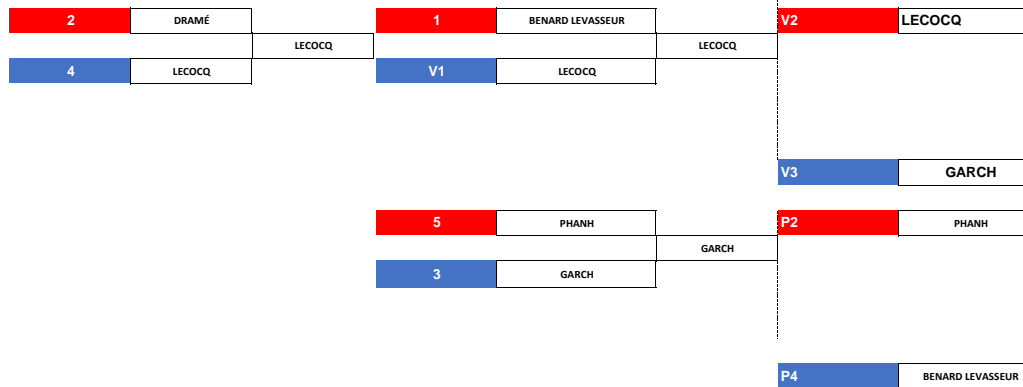 2 DRAMÉ 1 BENARD LEVASSEUR V2 LECOCQ
LECOCQ LECOCQ
4 LECOCQ V1 LECOCQ
V3 GARCH
5 PHANH P2 PHANH
GARCH
3 GARCH
P4 BENARD LEVASSEUR